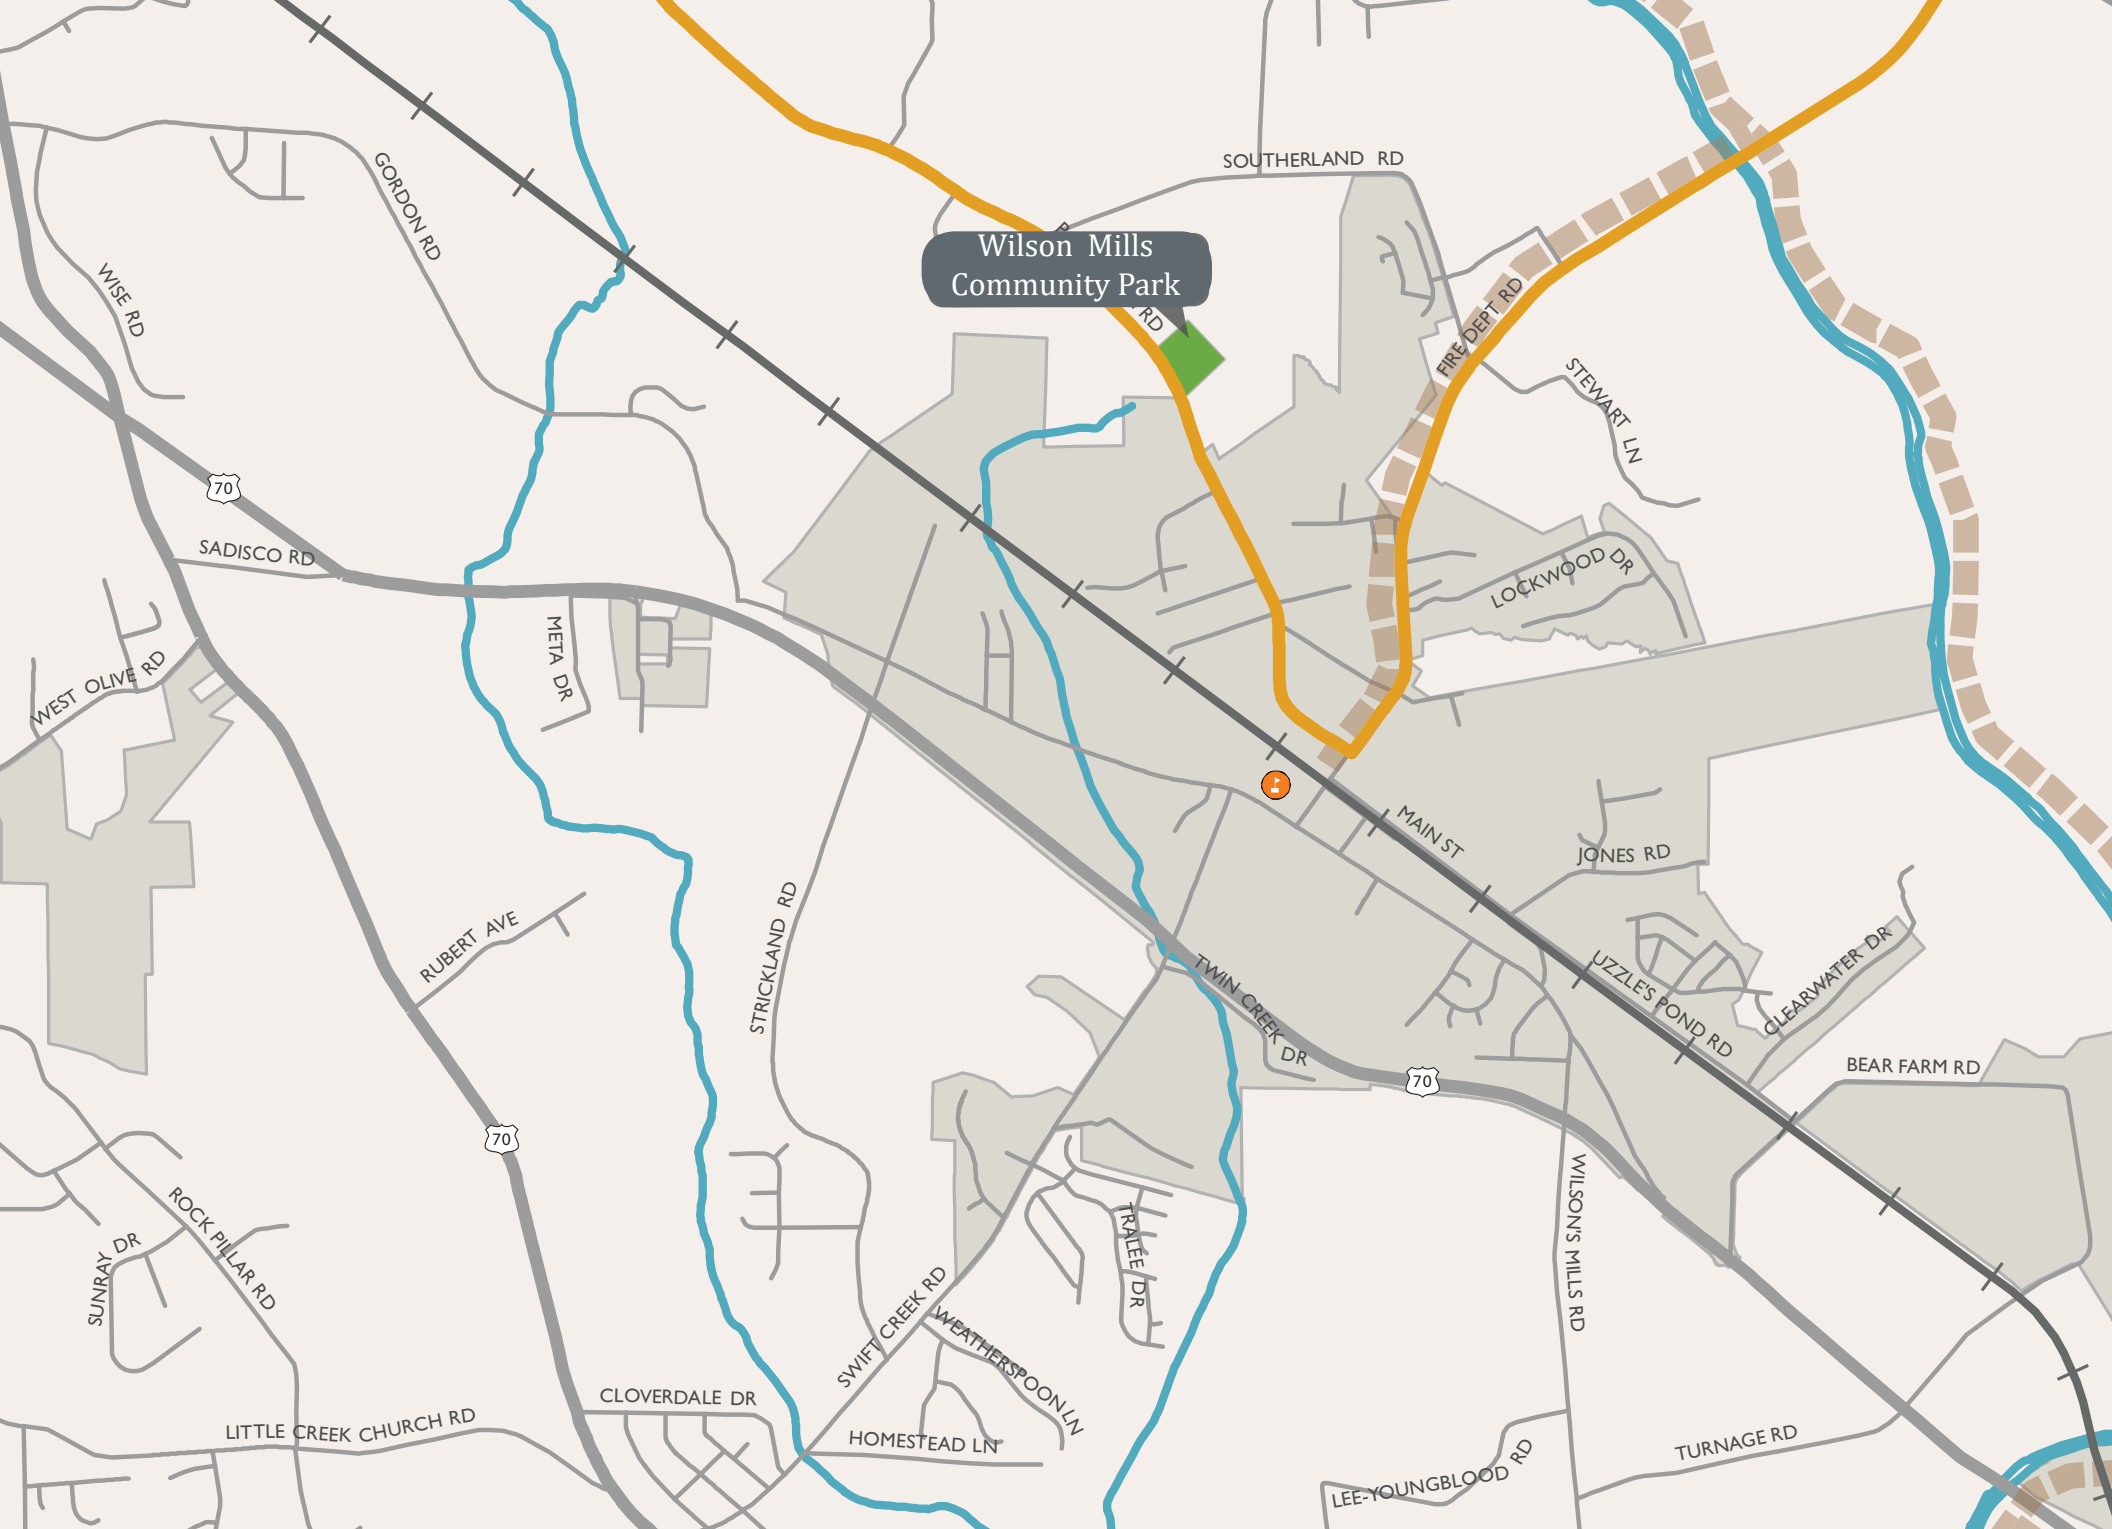 SOUTHERLAND RD
GORDON RD
Wilson Mills
Community Park
RD
WISE RD
FIRE DEPT RD
STEWART LN
70
SADISCO RD
LOCKWOOD DR
META DR
WEST OLIVE RD
MAIN ST
JONES RD
STRICKLAND RD
RUBERT AVE
TWIN CREEK DR
UZZLE'S POND RD
CLEARWATER DR
BEAR FARM RD
70
70
WILSON'S MILLS RD
ROCK PILLAR RD
SUNRAY DR
TRALEE DR
SWIFT CREEK RD
WEATHERSPOON LN
CLOVERDALE DR
LITTLE CREEK CHURCH RD
HOMESTEAD LN
TURNAGE RD
LEE-YOUNGBLOOD RD